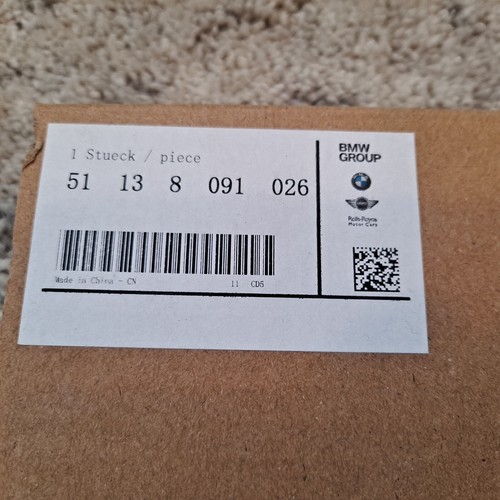 1 Stueck / piece
51 13 8 091 026
Made in China - CN
11 CD5
BMW
GROUP
Rolls-Royce
Motor Cars